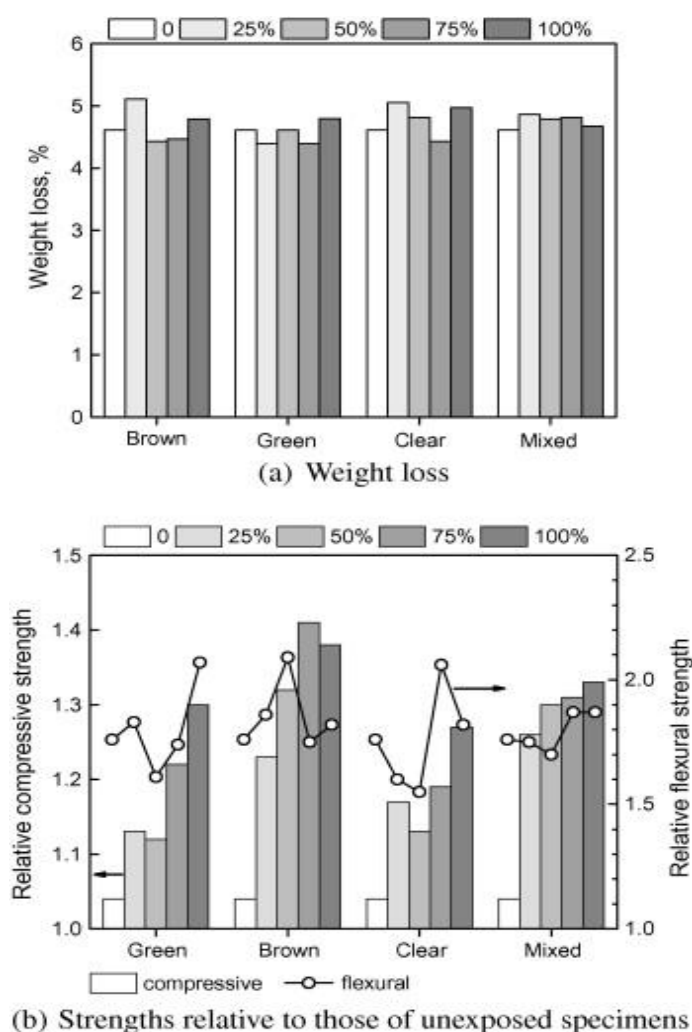 0 25% 50% 75% 100%
6
5
4
3
2
1
0
Weight loss, %
Brown Green Clear Mixed
(a) Weight loss
0 25% 50% 75% 100%
1.5
1.4
1.3
1.2
1.1
1.0
Relative compressive strength
2.5
2.0
1.5
1.0
Relative flexural strength
Green Brown Clear Mixed
compressive flexural
(b) Strengths relative to those of unexposed specimens